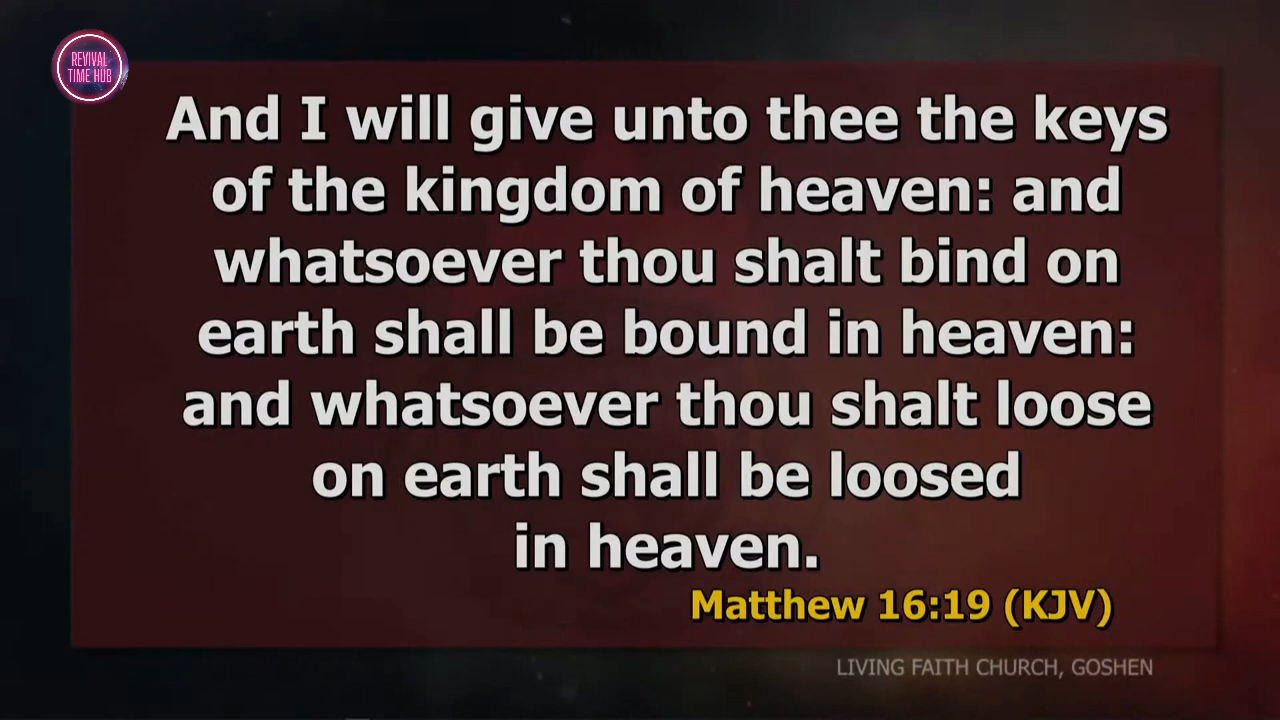 REVIVAL
TIME HUB
And I will give unto thee the keys
of the kingdom of heaven: and
whatsoever thou shalt bind on
earth shall be bound in heaven:
and whatsoever thou shalt loose
on earth shall be loosed
in heaven.
Matthew 16:19 (KJV)
LIVING FAITH CHURCH, GOSHEN